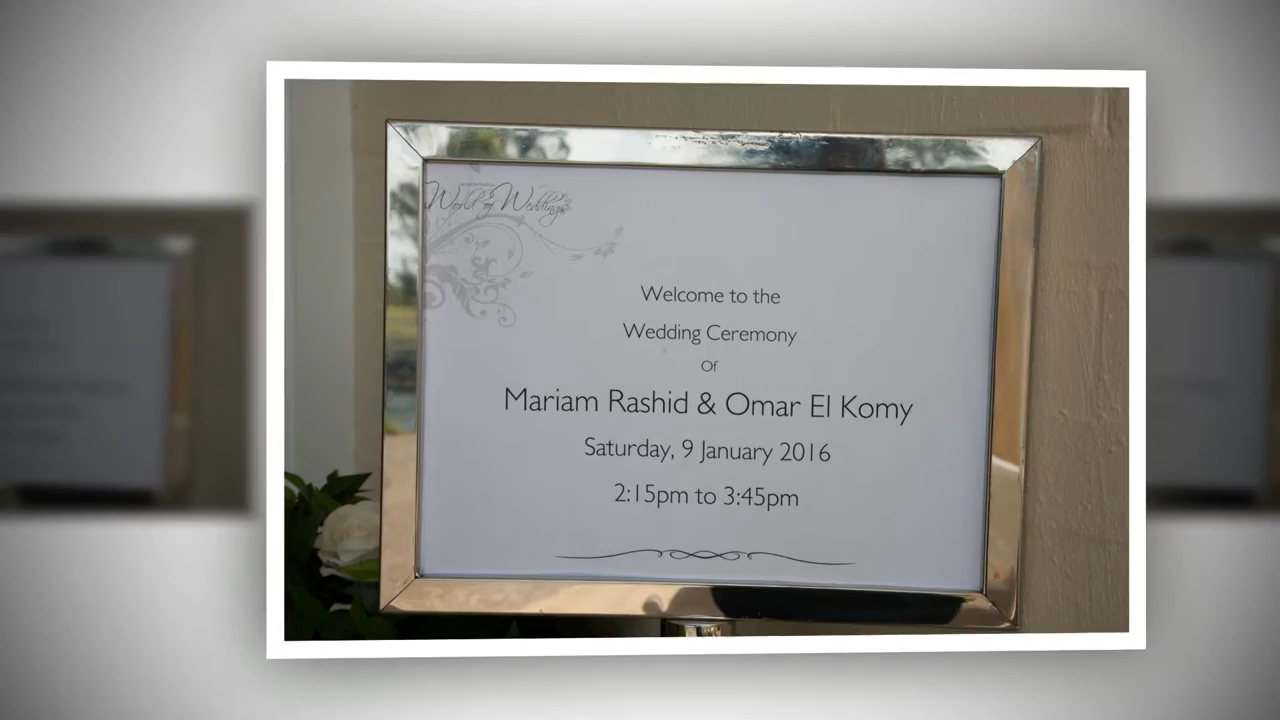 World of Weddings
Welcome to the
Wedding Ceremony
Of
Mariam Rashid & Omar El Komy
Saturday, 9 January 2016
2:15pm to 3:45pm